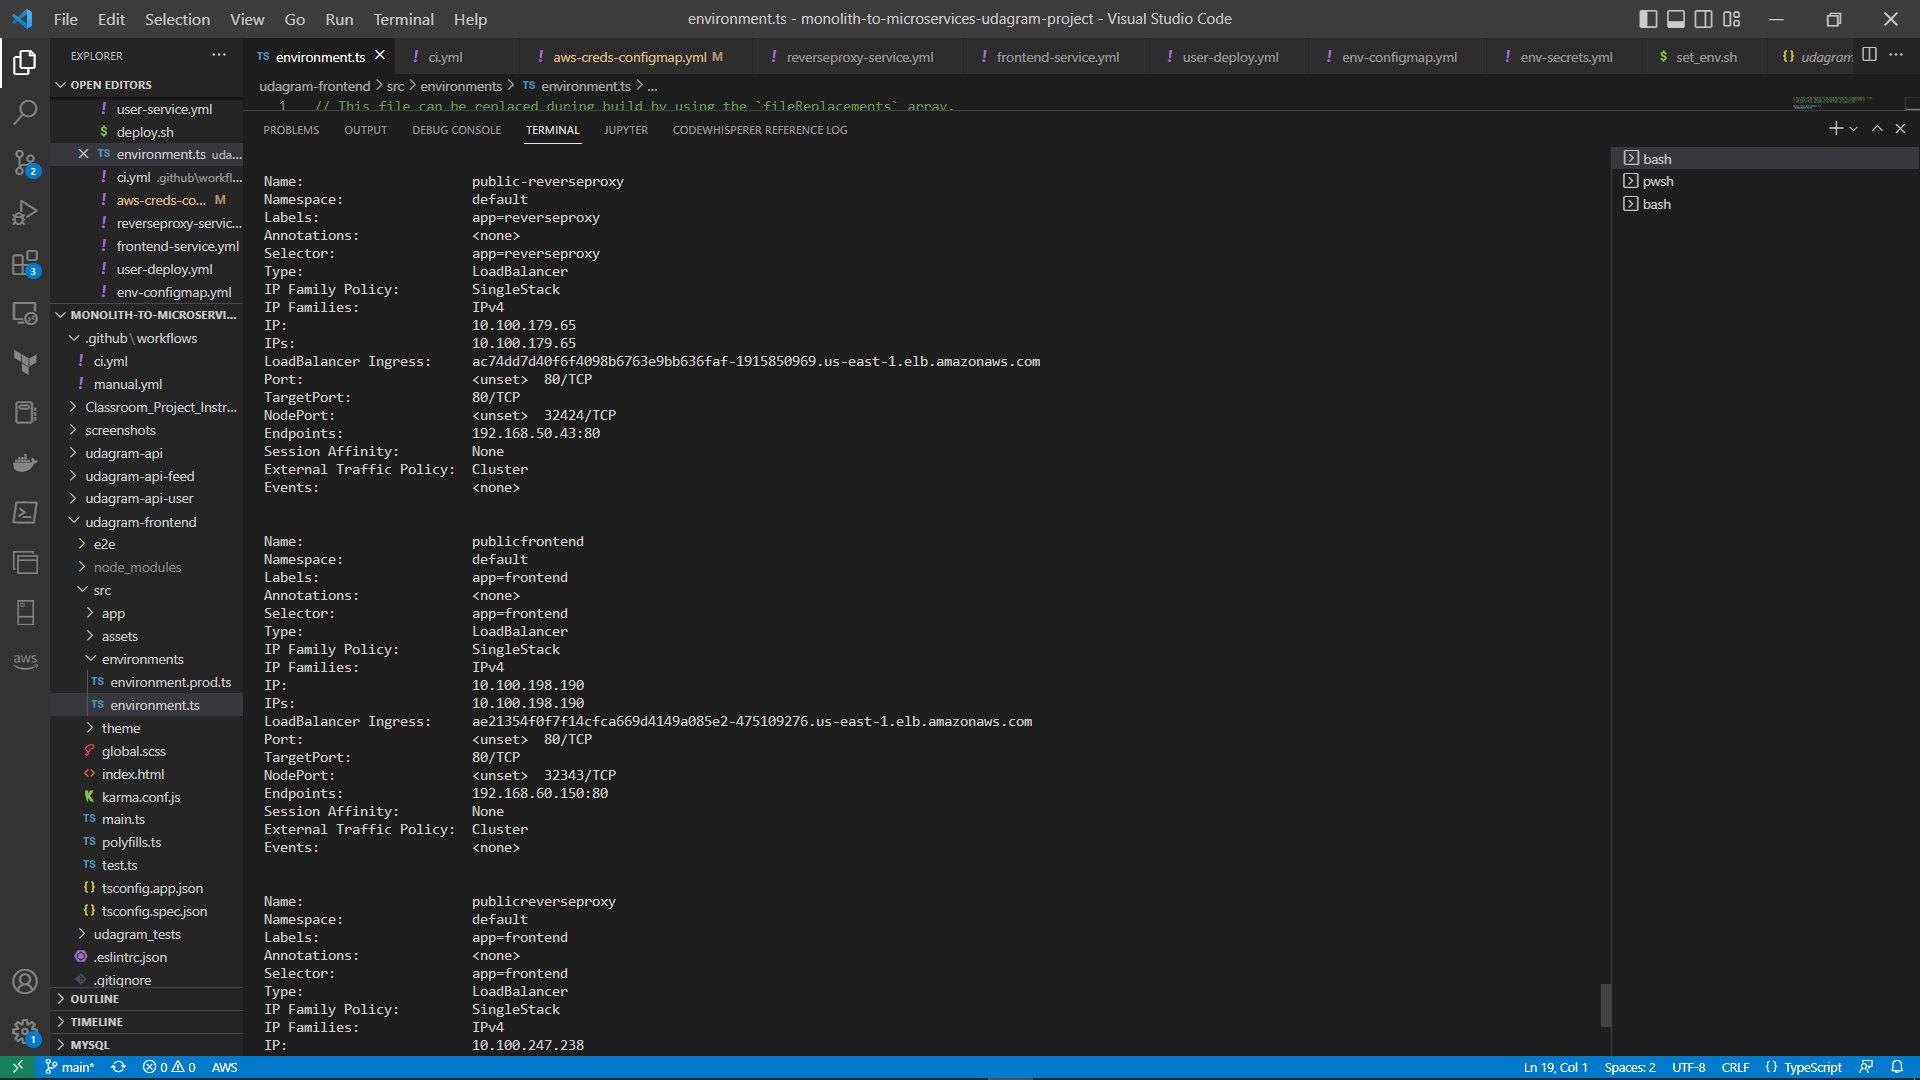 File Edit Selection View Go Run Terminal Help
environment.ts - monolith-to-microservices-udagram-project - Visual Studio Code
EXPLORER
OPEN EDITORS
user-service.yml
$ deploy.sh
TS environment.ts uda...
! ci.yml .github\workfl...
! aws-creds-co... M
! reverseproxy-servic...
! frontend-service.yml
! user-deploy.yml
! env-configmap.yml
MONOLITH-TO-MICROSERVI...
.github\workflows
! ci.yml
! manual.yml
Classroom_Project_Instr...
screenshots
udagram-api
udagram-api-feed
udagram-api-user
udagram-frontend
e2e
node_modules
src
app
assets
environments
TS environment.prod.ts
TS environment.ts
theme
global.scss
<> index.html
K karma.conf.js
TS main.ts
TS polyfills.ts
TS test.ts
{} tsconfig.app.json
{} tsconfig.spec.json
udagram_tests
.eslintrc.json
.gitignore
OUTLINE
TIMELINE
MYSQL
2
3
aws
1
TS environment.ts
! ci.yml
! aws-creds-configmap.yml M
! reverseproxy-service.yml
! frontend-service.yml
! user-deploy.yml
! env-configmap.yml
! env-secrets.yml
$ set_env.sh
{} udagram
udagram-frontend > src > environments > TS environment.ts > ...
1 // This file can be replaced during build by using the `fileReplacements` array.
PROBLEMS OUTPUT DEBUG CONSOLE TERMINAL JUPYTER CODEWHISPERER REFERENCE LOG
Name: public-reverseproxy
Namespace: default
Labels: app=reverseproxy
Annotations: <none>
Selector: app=reverseproxy
Type: LoadBalancer
IP Family Policy: SingleStack
IP Families: IPv4
IP: 10.100.179.65
IPs: 10.100.179.65
LoadBalancer Ingress: ac74dd7d40f6f4098b6763e9bb636faf-1915850969.us-east-1.elb.amazonaws.com
Port: <unset> 80/TCP
TargetPort: 80/TCP
NodePort: <unset> 32424/TCP
Endpoints: 192.168.50.43:80
Session Affinity: None
External Traffic Policy: Cluster
Events: <none>
Name: publicfrontend
Namespace: default
Labels: app=frontend
Annotations: <none>
Selector: app=frontend
Type: LoadBalancer
IP Family Policy: SingleStack
IP Families: IPv4
IP: 10.100.198.190
IPs: 10.100.198.190
LoadBalancer Ingress: ae21354f0f7f14cfca669d4149a085e2-475109276.us-east-1.elb.amazonaws.com
Port: <unset> 80/TCP
TargetPort: 80/TCP
NodePort: <unset> 32343/TCP
Endpoints: 192.168.60.150:80
Session Affinity: None
External Traffic Policy: Cluster
Events: <none>
Name: publicreverseproxy
Namespace: default
Labels: app=frontend
Annotations: <none>
Selector: app=frontend
Type: LoadBalancer
IP Family Policy: SingleStack
IP Families: IPv4
IP: 10.100.247.238
bash
pwsh
bash
main* 0 0 AWS
Ln 19, Col 1 Spaces: 2 UTF-8 CRLF {} TypeScript